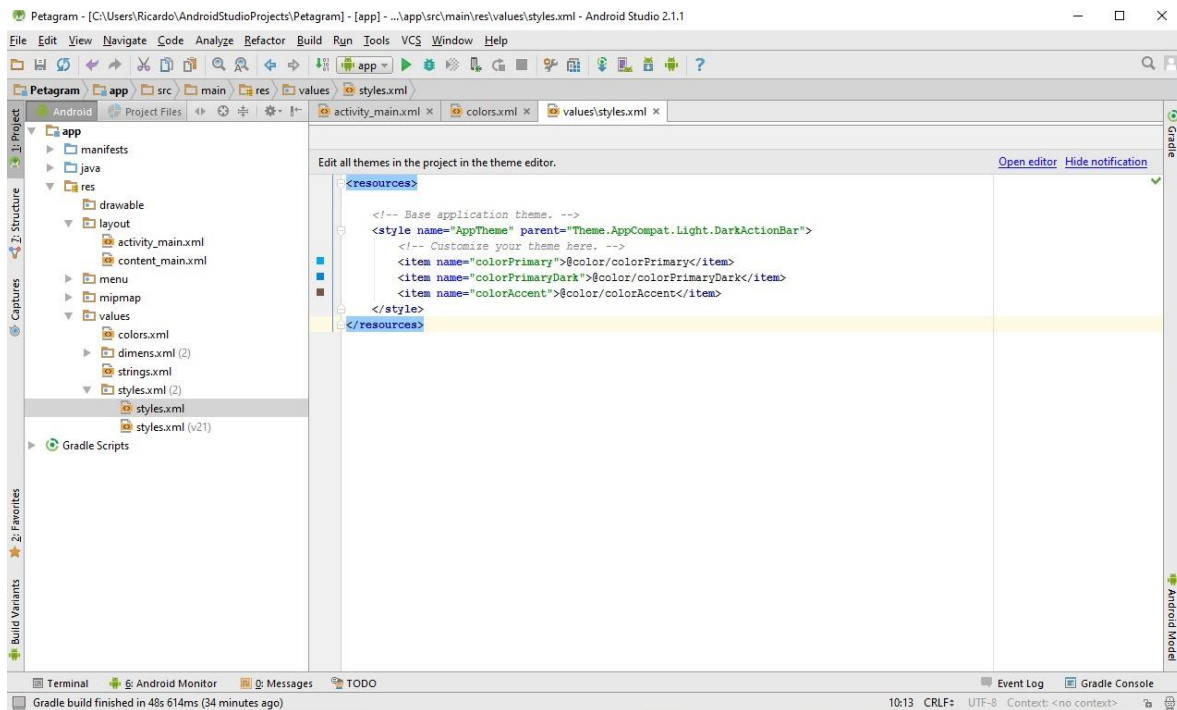 Petagram - [C:\Users\Ricardo\AndroidStudioProjects\Petagram] - [app] - ...\app\src\main\res\values\styles.xml - Android Studio 2.1.1
File Edit View Navigate Code Analyze Refactor Build Run Tools VCS Window Help
app
Petagram app src main res values styles.xml
Android Project Files activity_main.xml colors.xml values\styles.xml
1: Project
7: Structure
Captures
2: Favorites
Build Variants
app
manifests
java
res
drawable
layout
activity_main.xml
content_main.xml
menu
mipmap
values
colors.xml
dimens.xml (2)
strings.xml
styles.xml (2)
styles.xml
styles.xml (v21)
Gradle Scripts
Edit all themes in the project in the theme editor. Open editor Hide notification
<resources>
<!-- Base application theme. -->
<style name="AppTheme" parent="Theme.AppCompat.Light.DarkActionBar">
<!-- Customize your theme here. -->
<item name="colorPrimary">@color/colorPrimary</item>
<item name="colorPrimaryDark">@color/colorPrimaryDark</item>
<item name="colorAccent">@color/colorAccent</item>
</style>
</resources>
Gradle
Android Model
Terminal 6: Android Monitor 0: Messages TODO Event Log Gradle Console
Gradle build finished in 48s 614ms (34 minutes ago) 10:13 CRLF UTF-8 Context: <no context>